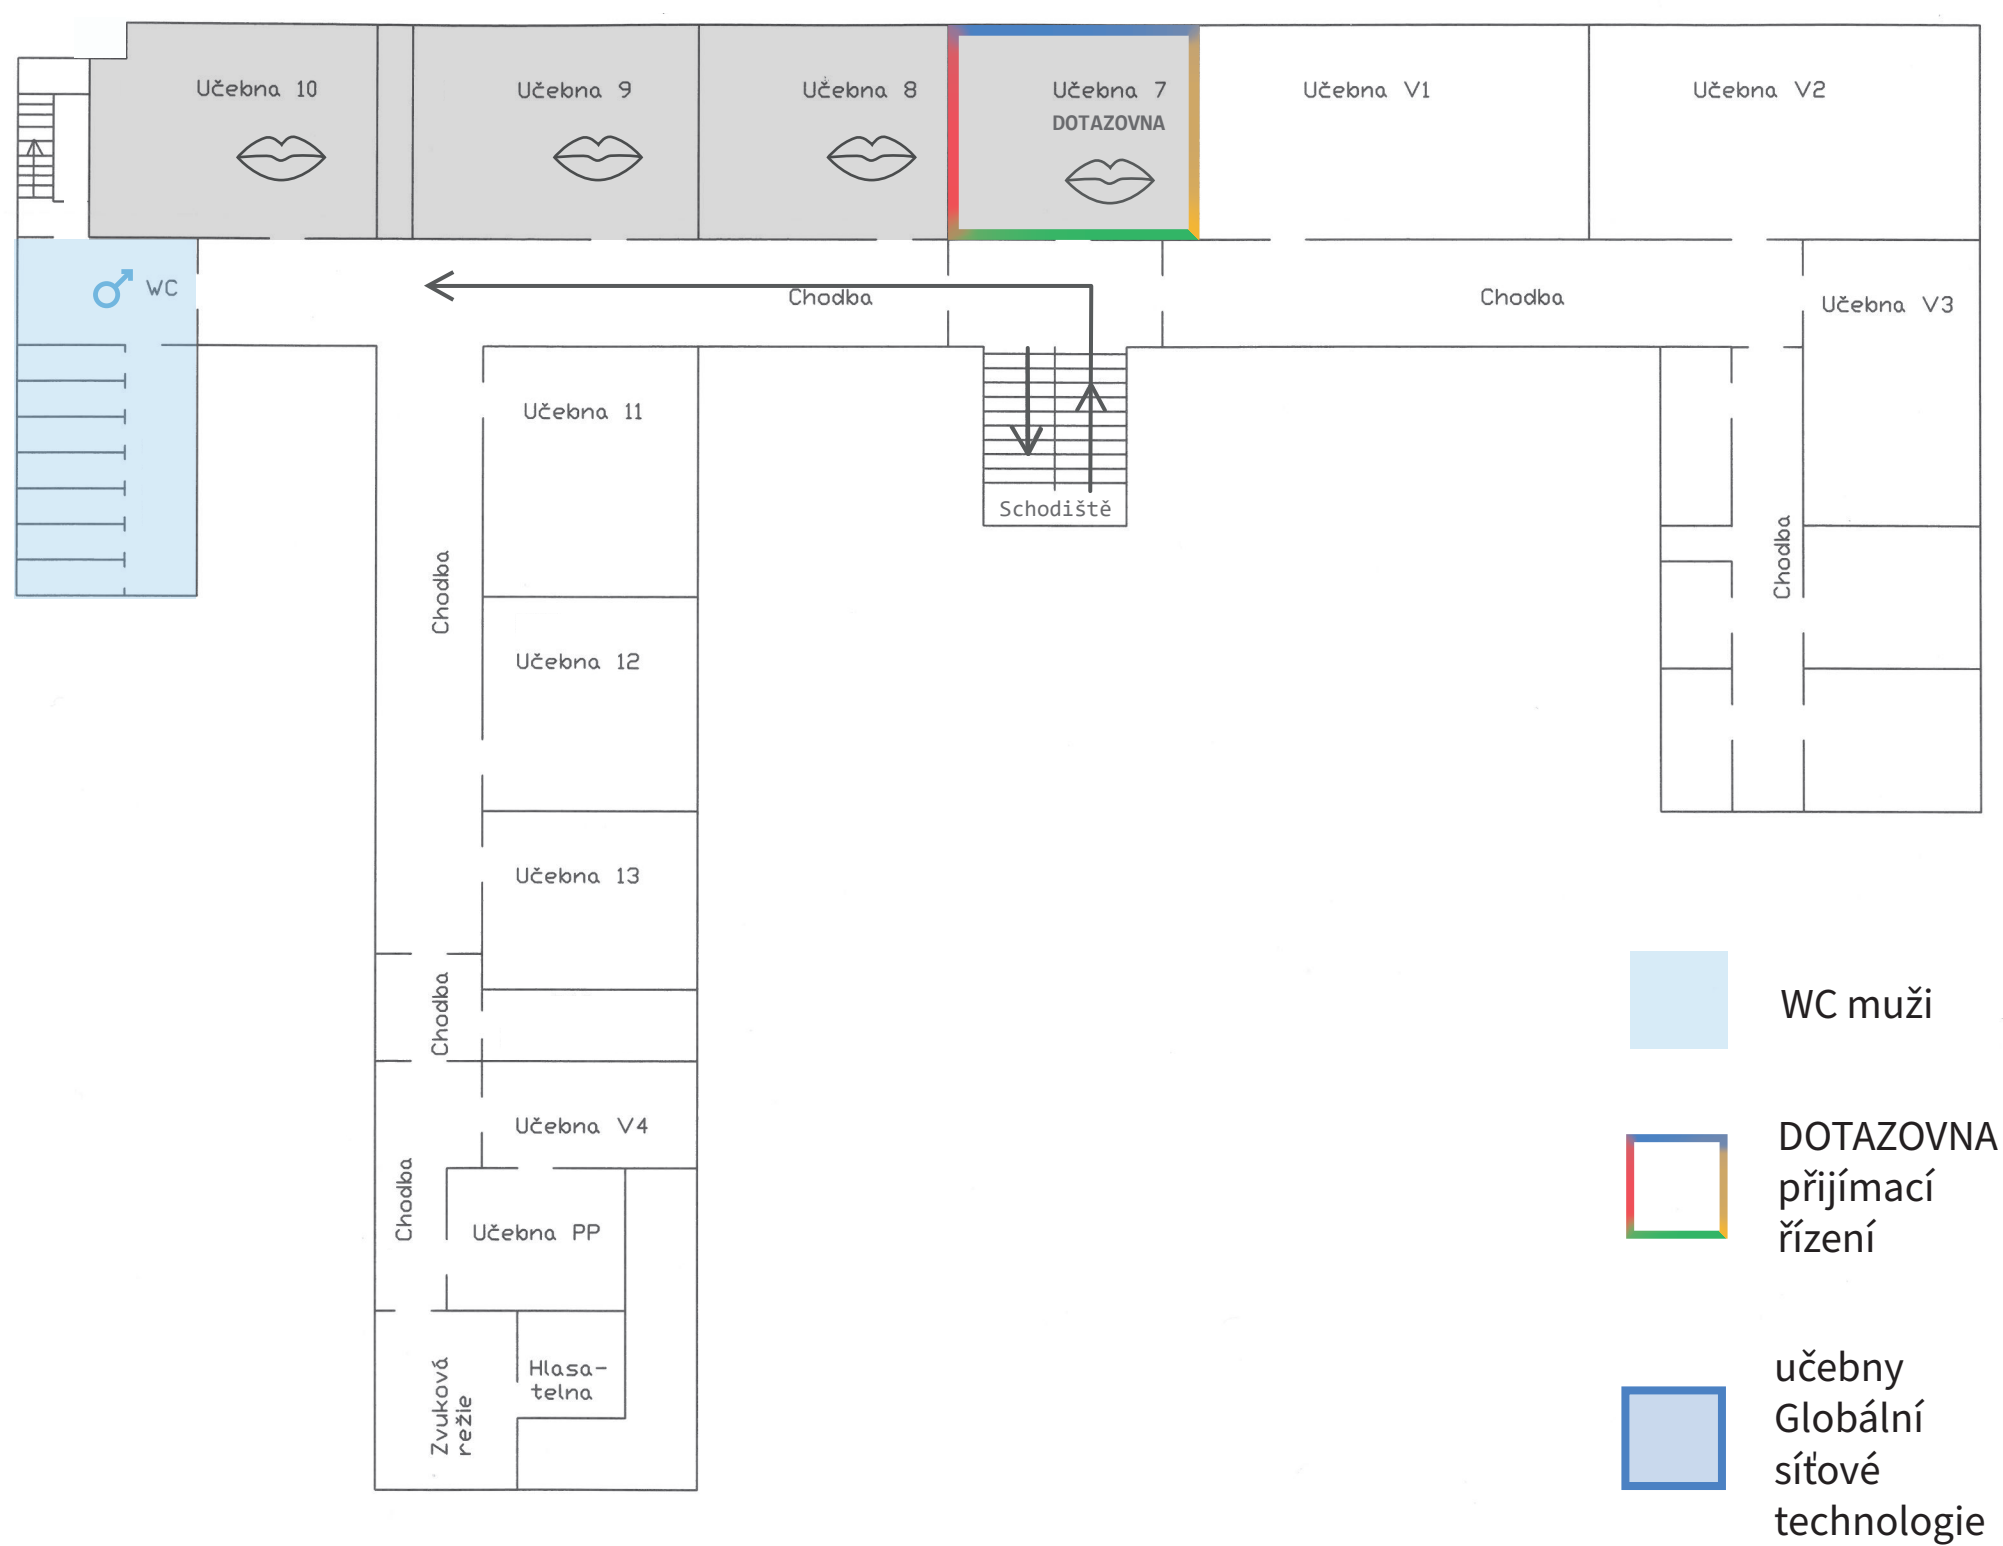 Učebna 10
Učebna 9
Učebna 8
Učebna 7
DOTAZOVNA
Učebna V1
Učebna V2
WC
Chodba
Chodba
Učebna V3
Učebna 11
Schodiště
Chodba
Chodba
Učebna 12
Učebna 13
Chodba
Učebna V4
Chodba
Učebna PP
Zvuková
režie
Hlasa-
telna
WC muži
DOTAZOVNA
přijímací
řízení
učebny
Globální
síťové
technologie